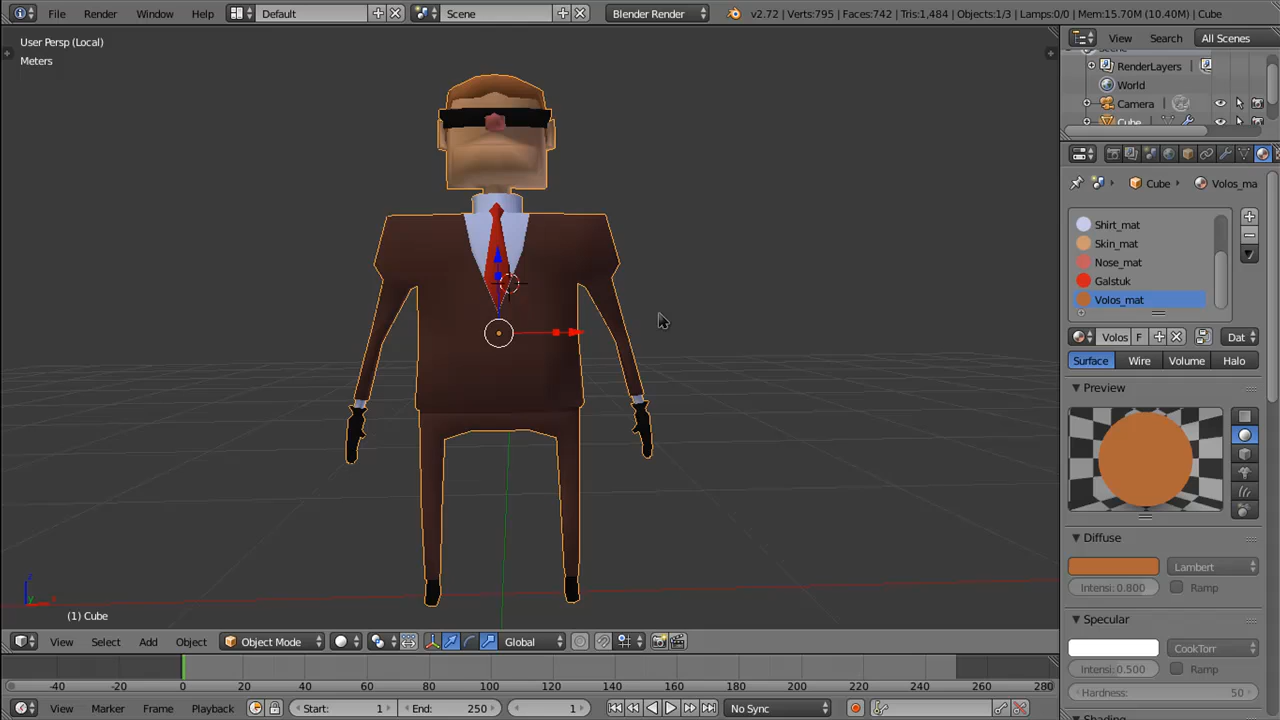 File Render Window Help Default Scene Blender Render v2.72 | Verts:795 | Faces:742 | Tris:1,484 | Objects:1/3 | Lamps:0/0 | Mem:15.70M (10.40M) | Cube
User Persp (Local)
Meters
View Search All Scenes
RenderLayers
World
Camera
Cube
Cube Volos_ma
Shirt_mat
Skin_mat
Nose_mat
Galstuk
Volos_mat
Volos F Dat
Surface Wire Volume Halo
Preview
Diffuse
Lambert
Intensi: 0.800 Ramp
Specular
CookTorr
Intensi: 0.500 Ramp
Hardness: 50
(1) Cube
View Select Add Object Object Mode Global
-40 -20 0 20 40 60 80 100 120 140 160 180 200 220 240 260 280
View Marker Frame Playback Start: 1 End: 250 1 No Sync